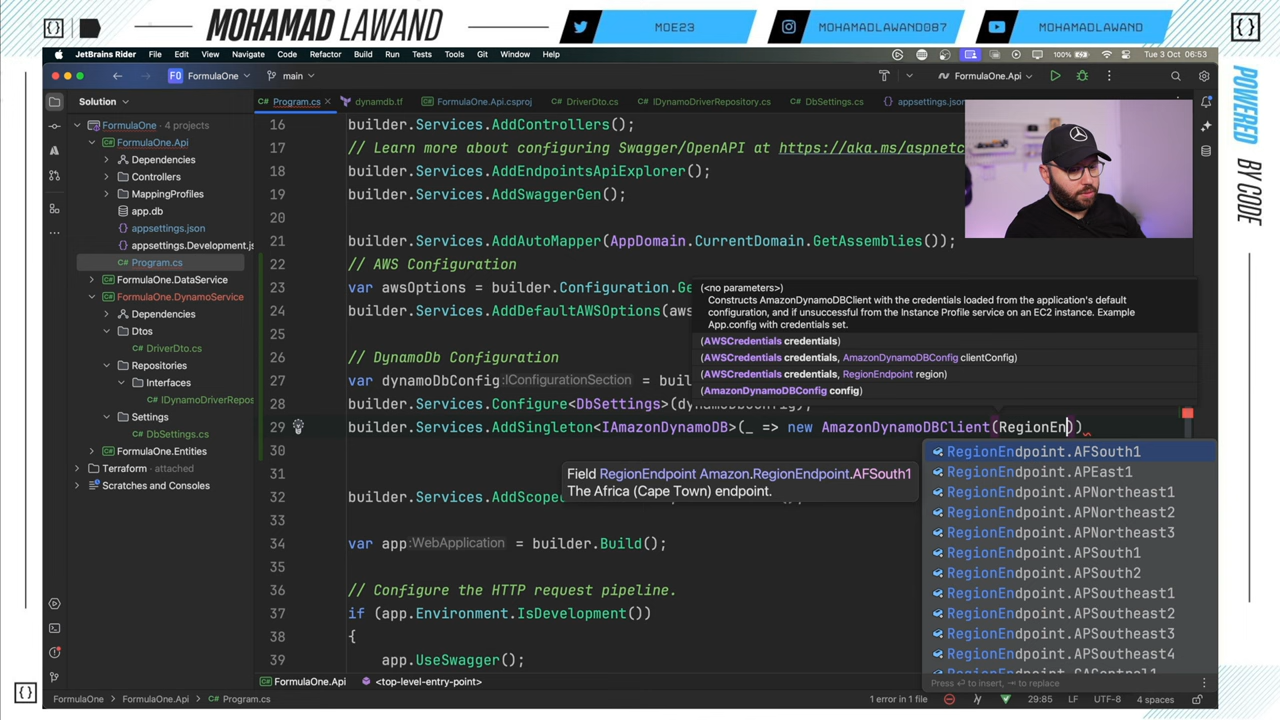 MOHAMAD LAWAND
MOE23
MOHAMADLAWAND087
MOHAMADLAWAND
POWERED BY CODE
JetBrains Rider File Edit View Navigate Code Refactor Build Run Tests Tools Git Window Help
100% Tue 3 Oct 06:53
FO FormulaOne main FormulaOne.Api
Solution
Program.cs dynamdb.tf FormulaOne.Api.csproj DriverDto.cs IDynamoDriverRepository.cs DbSettings.cs appsettings.json
FormulaOne 4 projects
FormulaOne.Api
Dependencies
Controllers
MappingProfiles
app.db
appsettings.json
appsettings.Development.js
Program.cs
FormulaOne.DataService
FormulaOne.DynamoService
Dependencies
Dtos
DriverDto.cs
Repositories
Interfaces
IDynamoDriverRepos
Settings
DbSettings.cs
FormulaOne.Entities
Terraform attached
Scratches and Consoles
16 builder.Services.AddControllers();
17 // Learn more about configuring Swagger/OpenAPI at https://aka.ms/aspnetc
18 builder.Services.AddEndpointsApiExplorer();
19 builder.Services.AddSwaggerGen();
20
21 builder.Services.AddAutoMapper(AppDomain.CurrentDomain.GetAssemblies());
22 // AWS Configuration
23 var awsOptions = builder.Configuration.Ge
24 builder.Services.AddDefaultAWSOptions(aws
25
26 // DynamoDb Configuration
27 var dynamoDbConfig :IConfigurationSection = buil
28 builder.Services.Configure<DbSettings>(dynamoDbConfig);
29 builder.Services.AddSingleton<IAmazonDynamoDB>(_ => new AmazonDynamoDBClient(RegionEn))
30
31
32 builder.Services.AddScope
33
34 var app :WebApplication = builder.Build();
35
36 // Configure the HTTP request pipeline.
37 if (app.Environment.IsDevelopment())
38 {
39 app.UseSwagger();
(<no parameters>)
Constructs AmazonDynamoDBClient with the credentials loaded from the application's default
configuration, and if unsuccessful from the Instance Profile service on an EC2 instance. Example
App.config with credentials set.
(AWSCredentials credentials)
(AWSCredentials credentials, AmazonDynamoDBConfig clientConfig)
(AWSCredentials credentials, RegionEndpoint region)
(AmazonDynamoDBConfig config)
Field RegionEndpoint Amazon.RegionEndpoint.AFSouth1
The Africa (Cape Town) endpoint.
RegionEndpoint.AFSouth1
RegionEndpoint.APEast1
RegionEndpoint.APNortheast1
RegionEndpoint.APNortheast2
RegionEndpoint.APNortheast3
RegionEndpoint.APSouth1
RegionEndpoint.APSouth2
RegionEndpoint.APSoutheast1
RegionEndpoint.APSoutheast2
RegionEndpoint.APSoutheast3
RegionEndpoint.APSoutheast4
Press ↩ to insert, ⇥ to replace
FormulaOne.Api <top-level-entry-point>
FormulaOne.Api Program.cs 1 error in 1 file 29:85 LF UTF-8 4 spaces